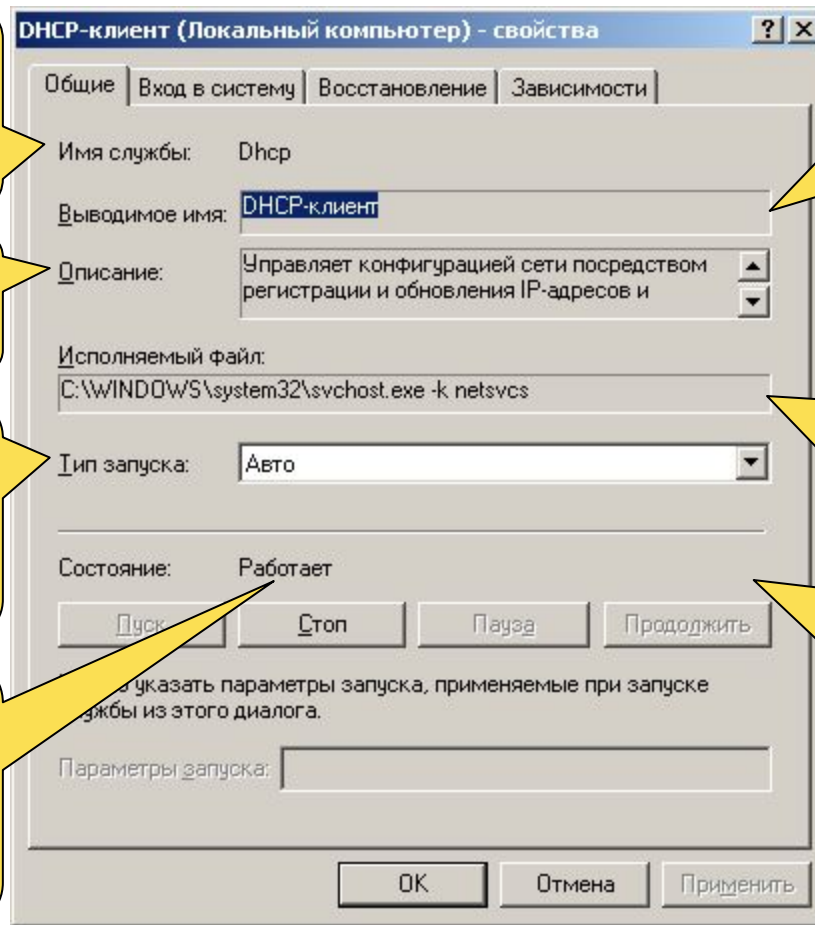 DHCP-клиент (Локальный компьютер) - свойства
Общие Вход в систему Восстановление Зависимости
Имя службы: Dhcp
Выводимое имя: DHCP-клиент
Описание: Управляет конфигурацией сети посредством
регистрации и обновления IP-адресов и
Исполняемый файл:
C:\WINDOWS\system32\svchost.exe -k netsvcs
Тип запуска: Авто
Состояние: Работает
Пуск Стоп Пауза Продолжить
указать параметры запуска, применяемые при запуске
из этого диалога.
Параметры запуска:
OK Отмена Применить